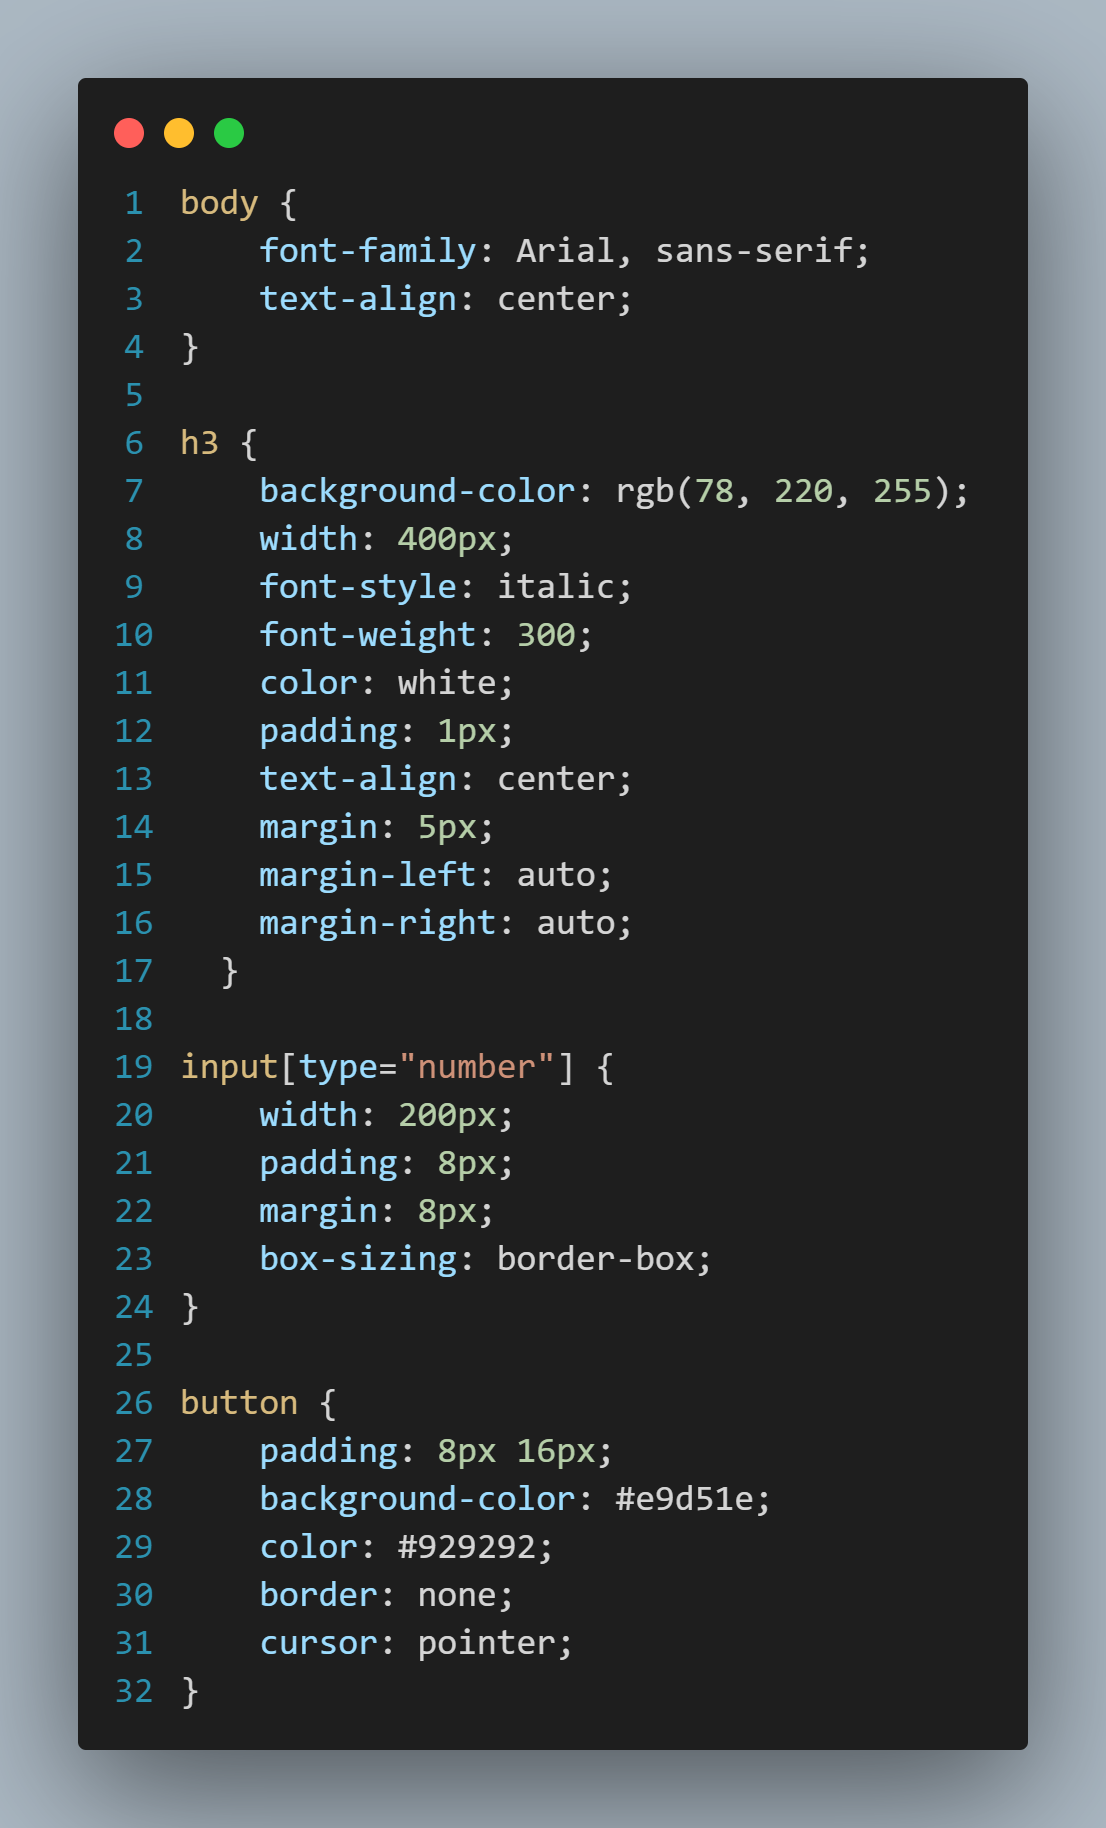 1 body {
2     font-family: Arial, sans-serif;
3     text-align: center;
4 }
5
6 h3 {
7     background-color: rgb(78, 220, 255);
8     width: 400px;
9     font-style: italic;
10     font-weight: 300;
11     color: white;
12     padding: 1px;
13     text-align: center;
14     margin: 5px;
15     margin-left: auto;
16     margin-right: auto;
17   }
18
19 input[type="number"] {
20     width: 200px;
21     padding: 8px;
22     margin: 8px;
23     box-sizing: border-box;
24 }
25
26 button {
27     padding: 8px 16px;
28     background-color: #e9d51e;
29     color: #929292;
30     border: none;
31     cursor: pointer;
32 }